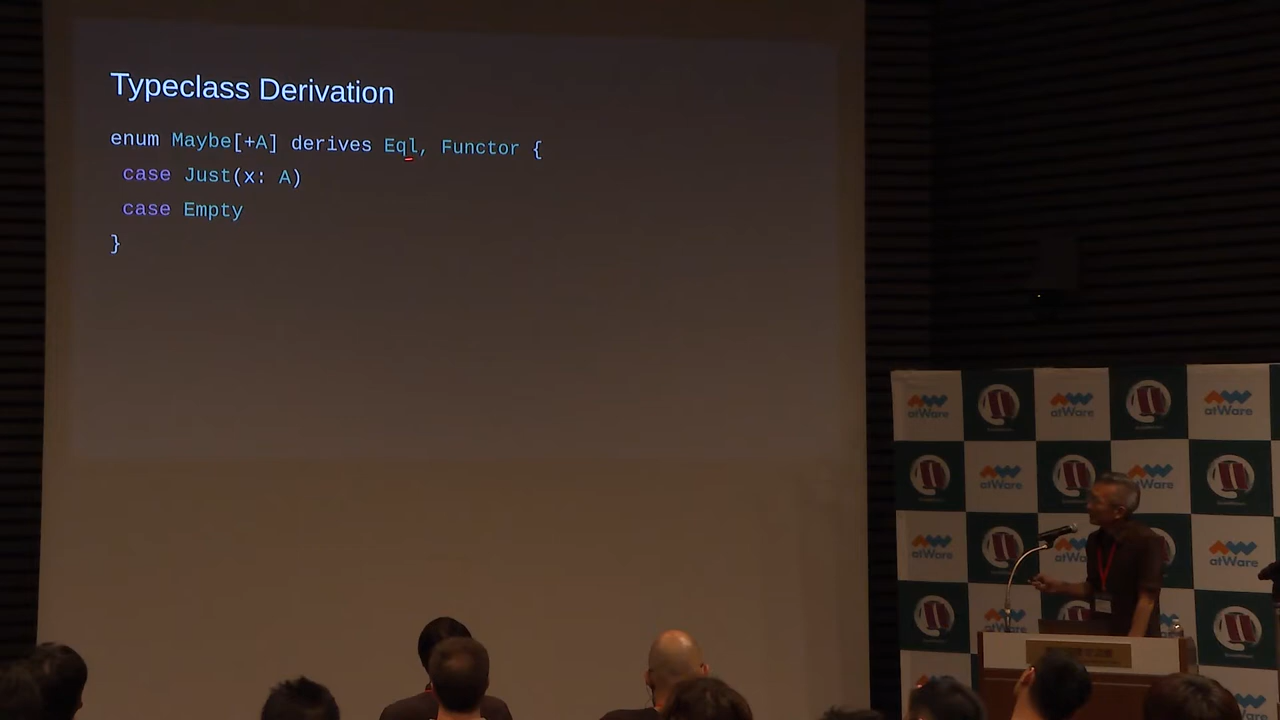 Typeclass Derivation
enum Maybe[+A] derives Eql, Functor {
case Just(x: A)
case Empty
}
atWare
atWare
atWare
atWare
atWare
atWare
atWare